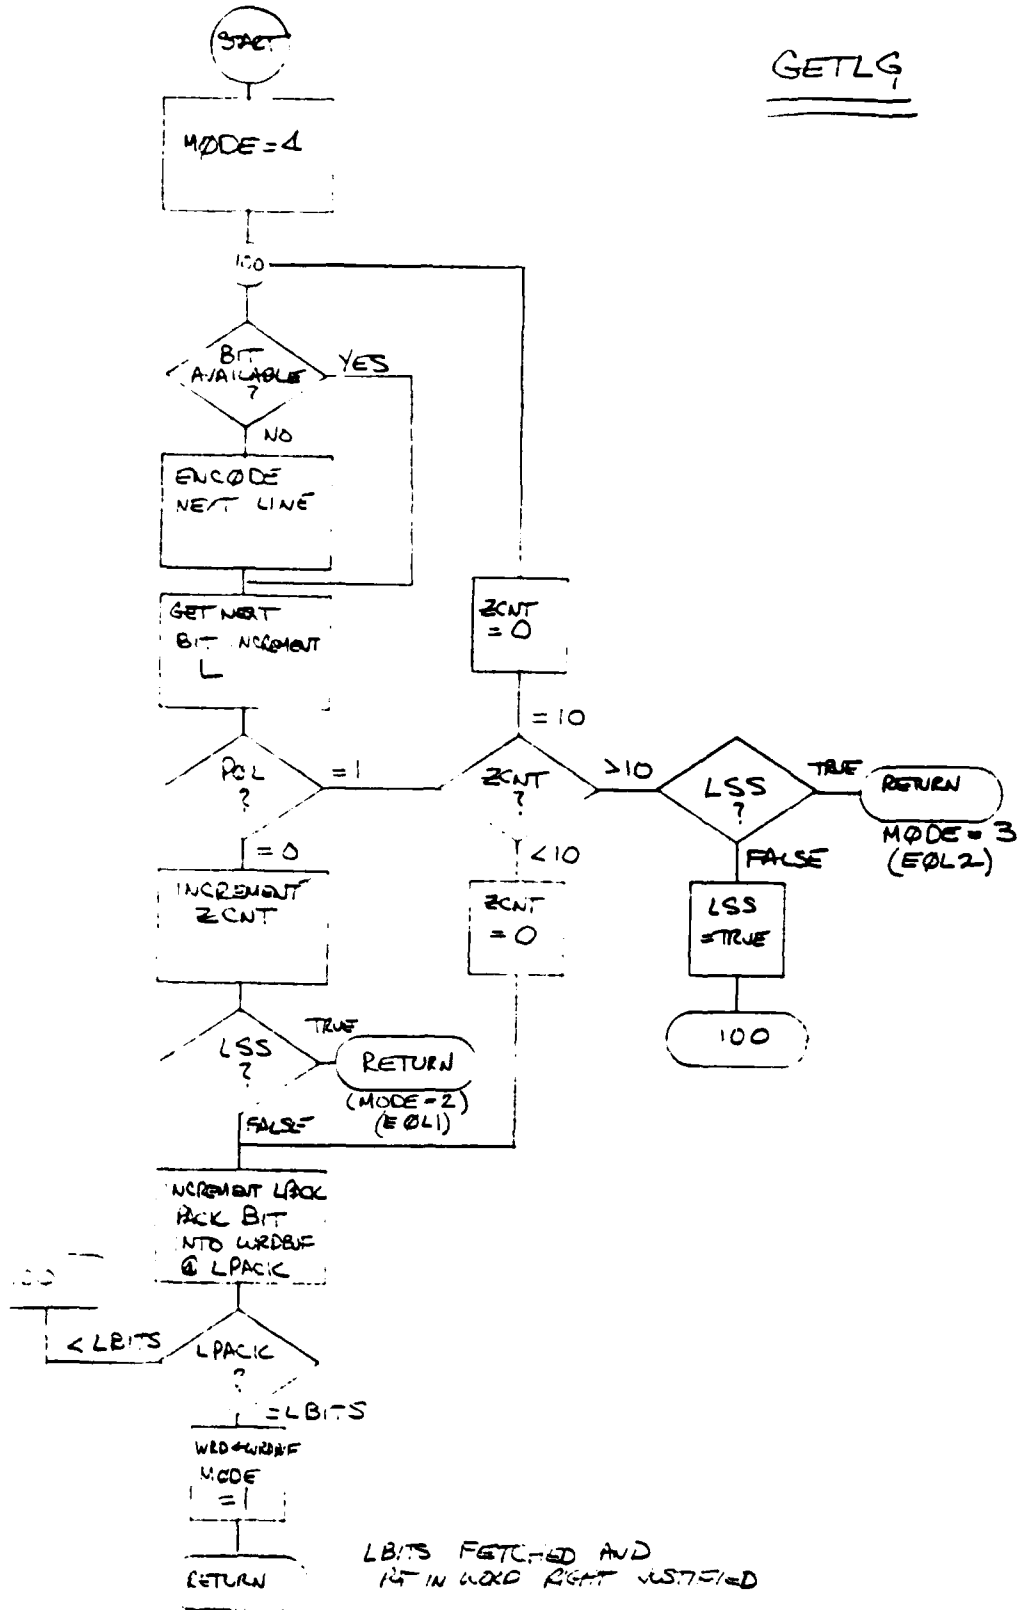 START
GETLG
MØDE=4
100
BIT
AVAILABLE
?
YES
NO
ENCØDE
NEXT LINE
GET NEXT
BIT INCREMENT
L
ZCNT
= 0
= 10
POL
?
= 1
ZCNT
?
>10
LSS
?
TRUE
RETURN
MØDE = 3
(EØL2)
= 0
<10
FALSE
INCREMENT
ZCNT
ZCNT
= 0
LSS
=TRUE
100
LSS
?
TRUE
RETURN
(MODE=2)
(EØL1)
FALSE
INCREMENT LPACK
PACK BIT
INTO WRDBUF
@ LPACK
100
< LBITS
LPACK
?
=LBITS
WRD←WRDBUF
MODE
= 1
RETURN
LBITS FETCHED AND
IN WORD RIGHT JUSTIFIED